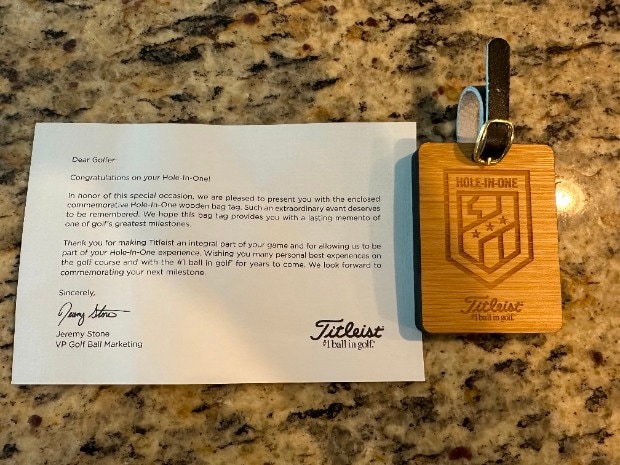 Dear Golfer:
Congratulations on your Hole-In-One!
In honor of this special occasion, we are pleased to present you with the enclosed
commemorative Hole-In-One wooden bag tag. Such an extraordinary event deserves
to be remembered. We hope this bag tag provides you with a lasting memento of
one of golf's greatest milestones.
Thank you for making Titleist an integral part of your game and for allowing us to be
part of your Hole-In-One experience. Wishing you many personal best experiences on
the golf course and with the #1 ball in golf for years to come. We look forward to
commemorating your next milestone.
Sincerely,
Jeremy Stone
Jeremy Stone
VP Golf Ball Marketing
Titleist
#1 ball in golf.
HOLE-IN-ONE
Titleist
#1 ball in golf.